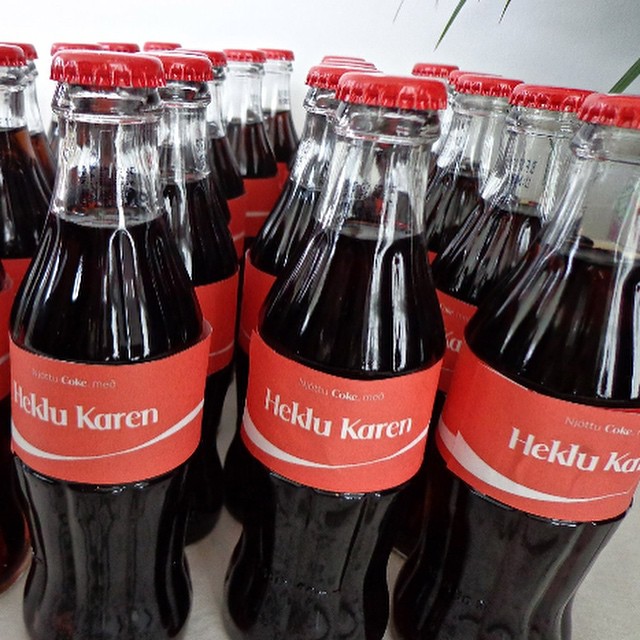 Njóttu Coke. með
Heklu Karen
Njóttu Coke. með
Heklu Karen
Njóttu Coke.
Heklu Ka